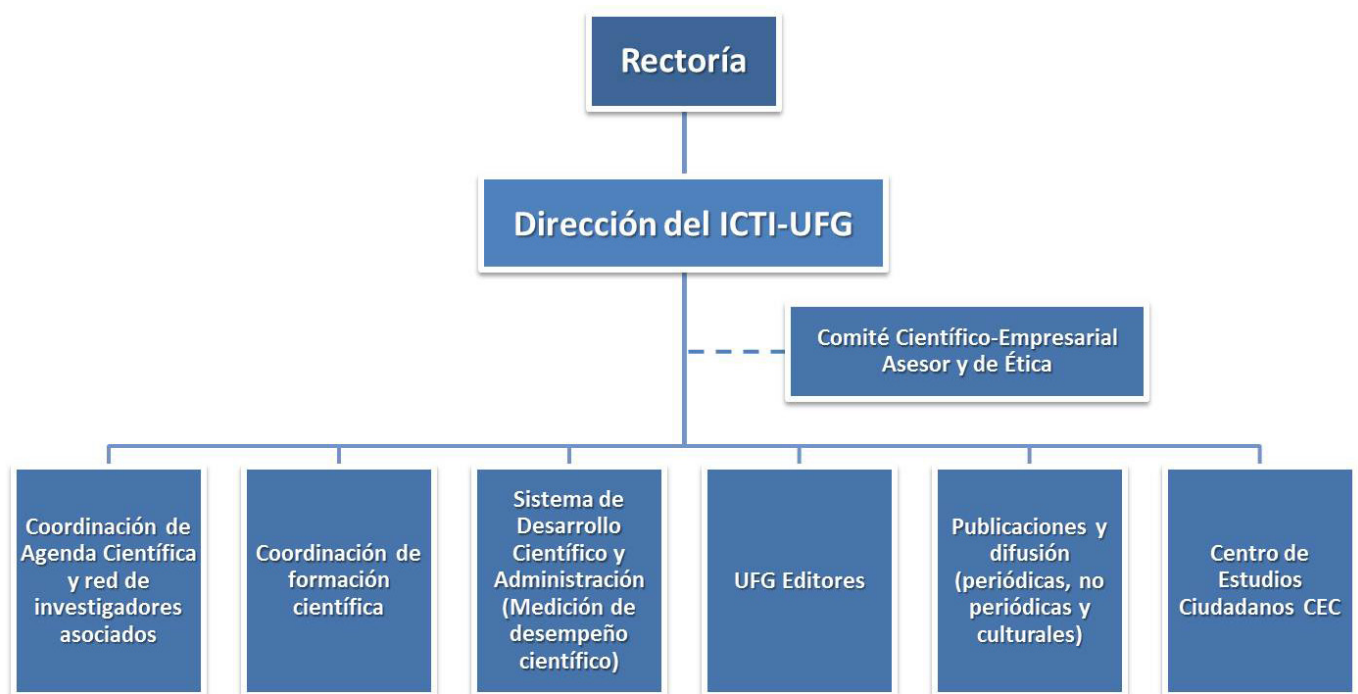 Rectoría
Dirección del ICTI-UFG
Comité Científico-Empresarial
Asesor y de Ética
Coordinación de
Agenda Científica
y red de
investigadores
asociados
Coordinación de
formación
científica
Sistema de
Desarrollo
Científico y
Administración
(Medición de
desempeño
científico)
UFG Editores
Publicaciones y
difusión
(periódicas, no
periódicas y
culturales)
Centro de
Estudios
Ciudadanos CEC